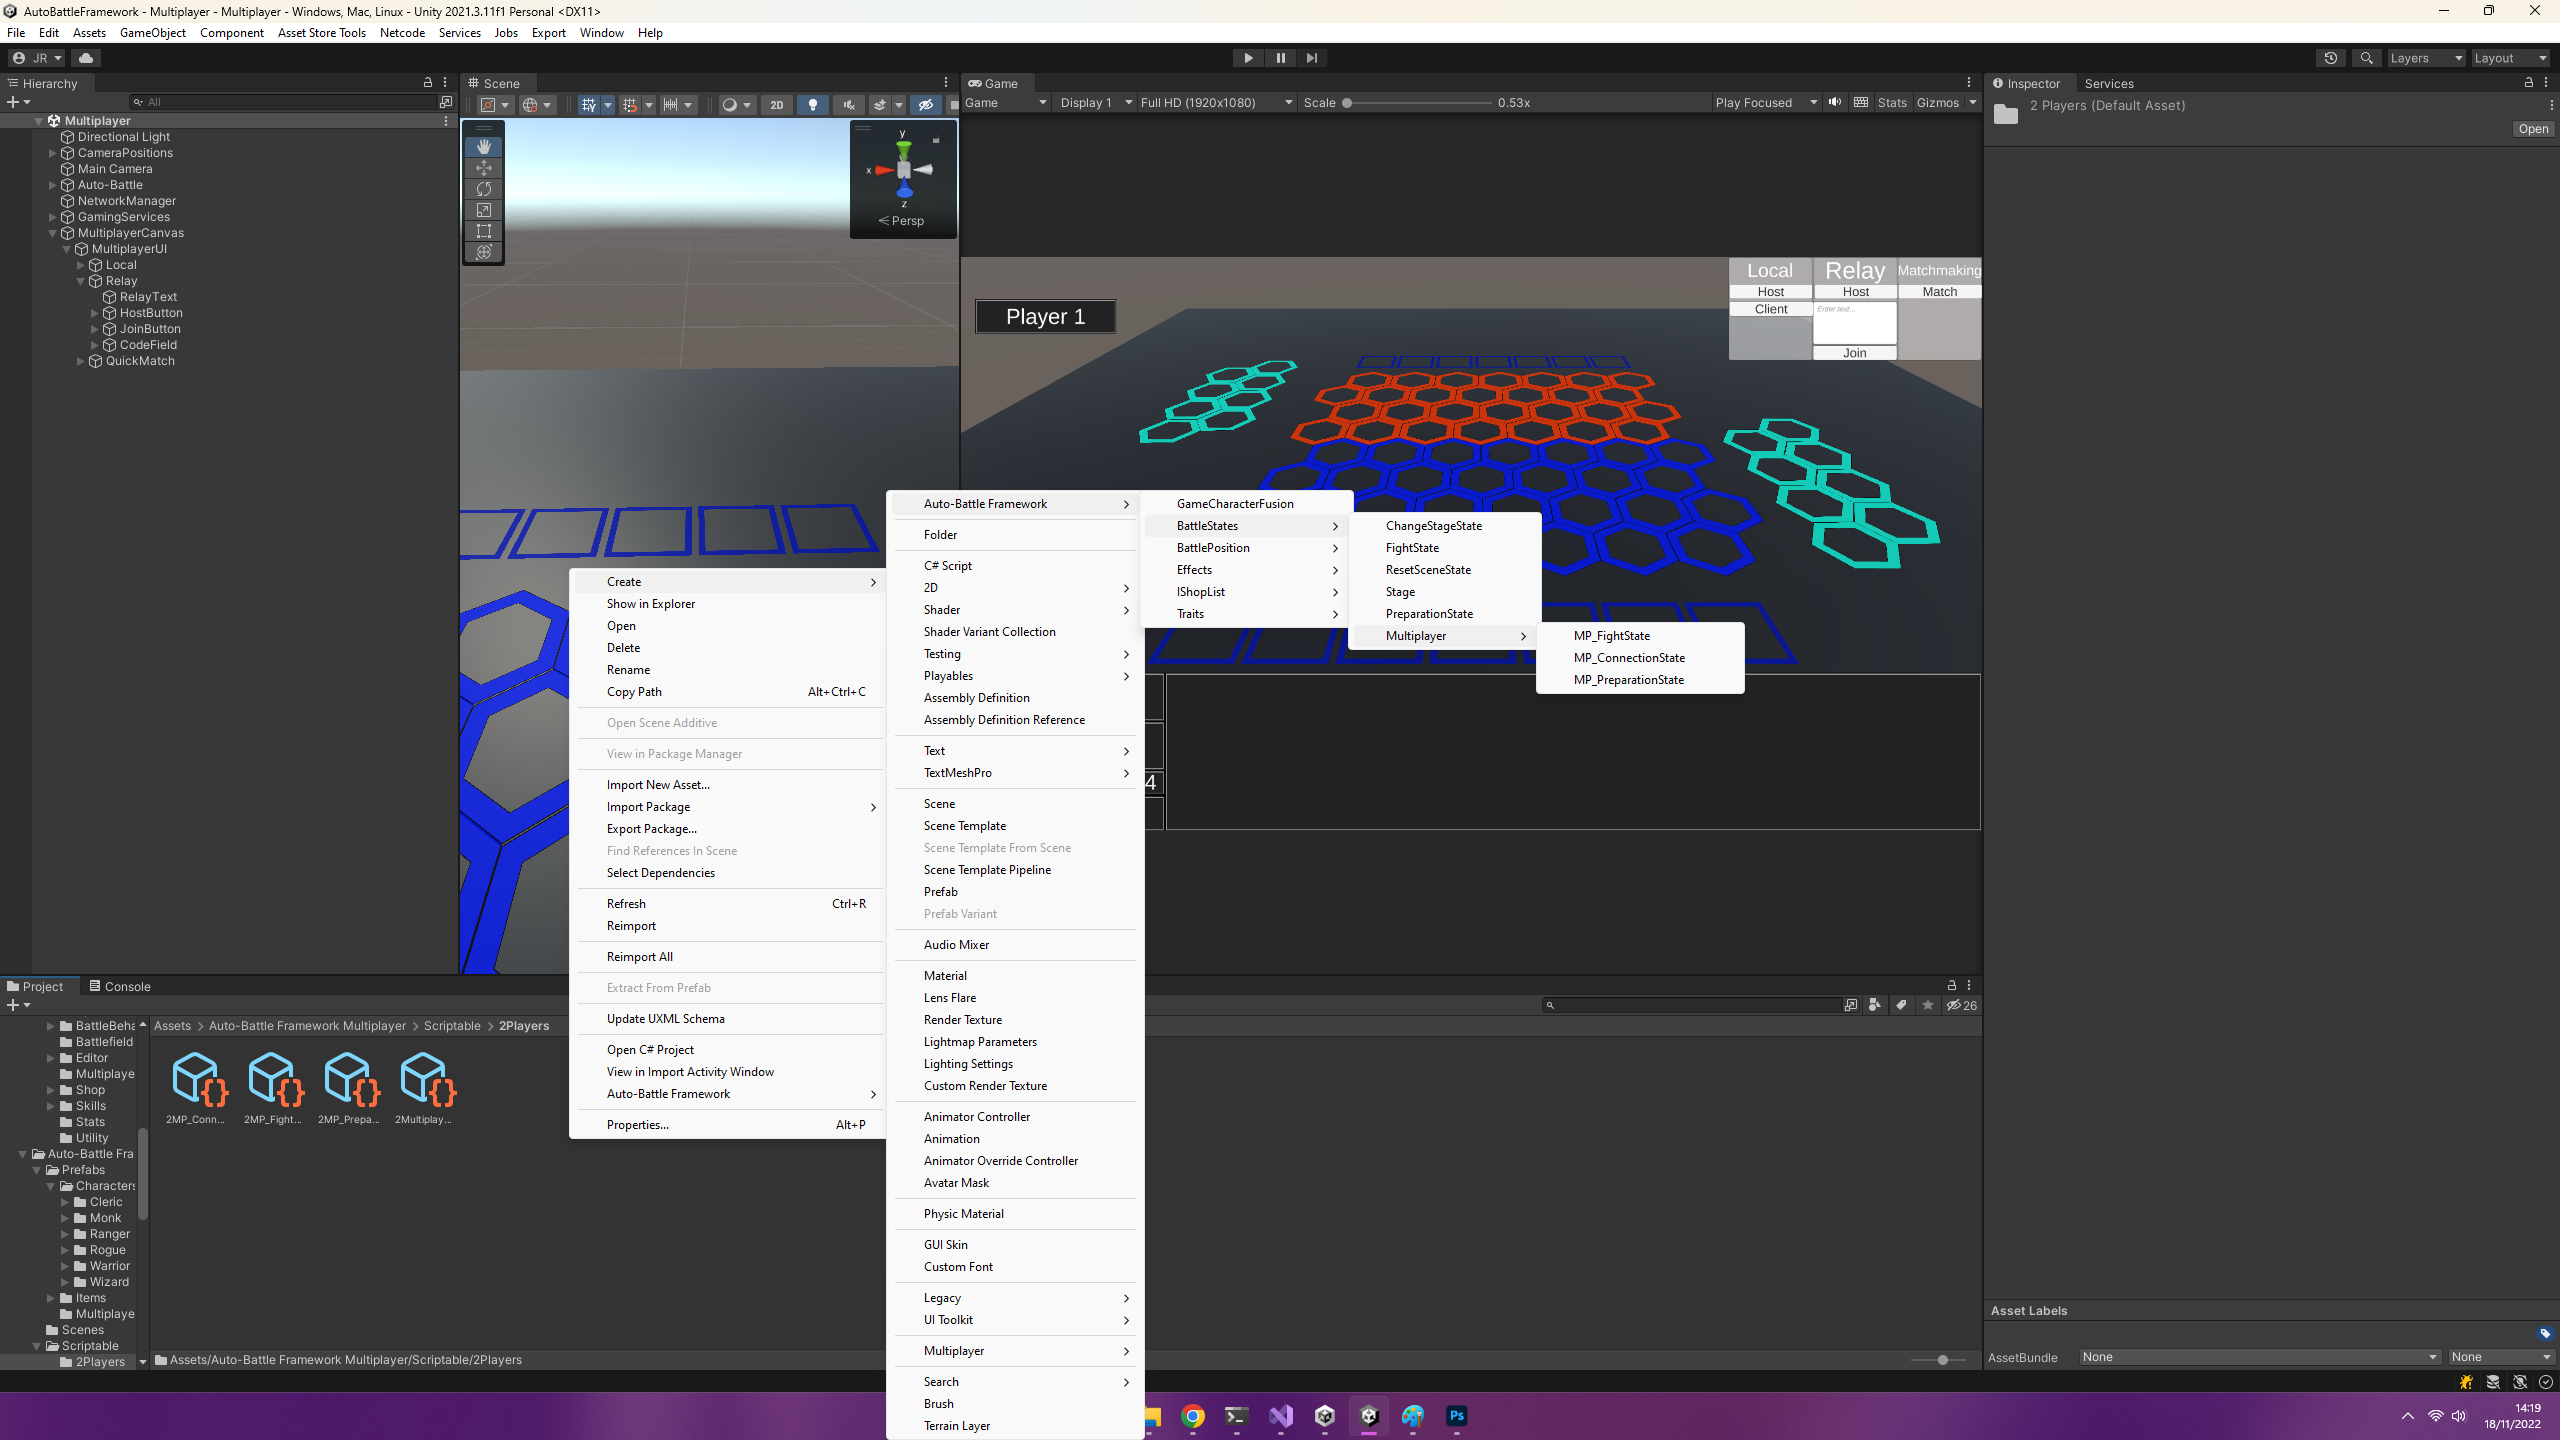 AutoBattleFramework - Multiplayer - Multiplayer - Windows, Mac, Linux - Unity 2021.3.11f1 Personal <DX11>
File Edit Assets GameObject Component Asset Store Tools Netcode Services Jobs Export Window Help
JR
Layers
Layout
Hierarchy
All
Multiplayer
Directional Light
CameraPositions
Main Camera
Auto-Battle
NetworkManager
GamingServices
MultiplayerCanvas
MultiplayerUI
Local
Relay
RelayText
HostButton
JoinButton
CodeField
QuickMatch
Scene
2D
y
x
z
Persp
Game
Game
Display 1
Full HD (1920x1080)
Scale
0.53x
Play Focused
Stats
Gizmos
Player 1
Local
Relay
Matchmaking
Host
Host
Match
Client
Enter text...
Join
4
Inspector
Services
2 Players (Default Asset)
Open
Create
Show in Explorer
Open
Delete
Rename
Copy Path Alt+Ctrl+C
Open Scene Additive
View in Package Manager
Import New Asset...
Import Package
Export Package...
Find References In Scene
Select Dependencies
Refresh Ctrl+R
Reimport
Reimport All
Extract From Prefab
Update UXML Schema
Open C# Project
View in Import Activity Window
Auto-Battle Framework
Properties... Alt+P
Auto-Battle Framework
Folder
C# Script
2D
Shader
Shader Variant Collection
Testing
Playables
Assembly Definition
Assembly Definition Reference
Text
TextMeshPro
Scene
Scene Template
Scene Template From Scene
Scene Template Pipeline
Prefab
Prefab Variant
Audio Mixer
Material
Lens Flare
Render Texture
Lightmap Parameters
Lighting Settings
Custom Render Texture
Animator Controller
Animation
Animator Override Controller
Avatar Mask
Physic Material
GUI Skin
Custom Font
Legacy
UI Toolkit
Multiplayer
Search
Brush
Terrain Layer
GameCharacterFusion
BattleStates
BattlePosition
Effects
IShopList
Traits
ChangeStageState
FightState
ResetSceneState
Stage
PreparationState
Multiplayer
MP_FightState
MP_ConnectionState
MP_PreparationState
Project
Console
26
BattleBeha
Battlefield
Editor
Multiplaye
Shop
Skills
Stats
Utility
Auto-Battle Fra
Prefabs
Characters
Cleric
Monk
Ranger
Rogue
Warrior
Wizard
Items
Multiplaye
Scenes
Scriptable
2Players
Assets > Auto-Battle Framework Multiplayer > Scriptable > 2Players
2MP_Conn...
2MP_Fight...
2MP_Prepa...
2Multiplay...
Assets/Auto-Battle Framework Multiplayer/Scriptable/2Players
Asset Labels
AssetBundle
None
None
Ps
14:19
18/11/2022